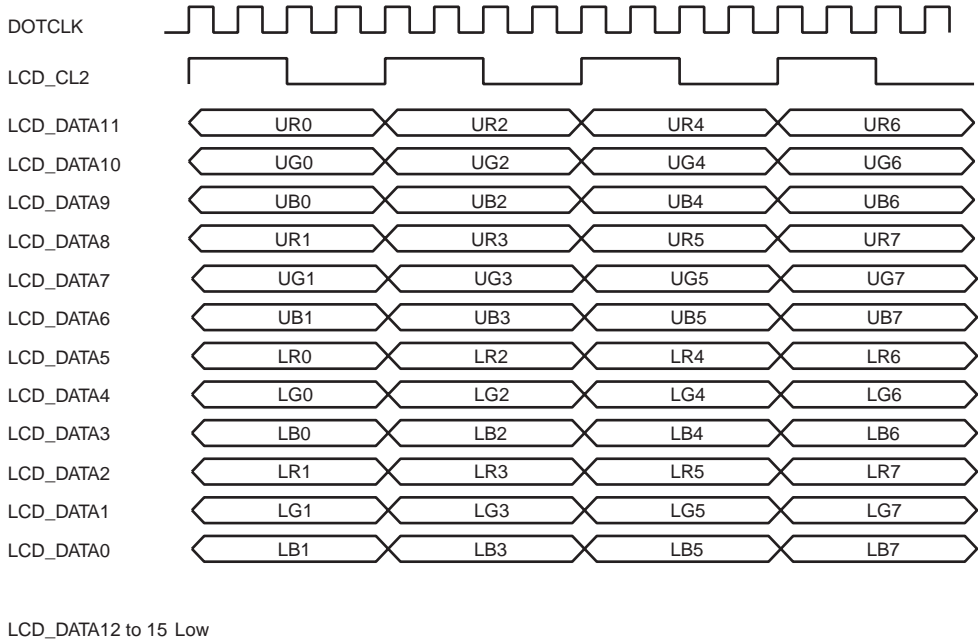 DOTCLK
LCD_CL2
LCD_DATA11 UR0 UR2 UR4 UR6
LCD_DATA10 UG0 UG2 UG4 UG6
LCD_DATA9 UB0 UB2 UB4 UB6
LCD_DATA8 UR1 UR3 UR5 UR7
LCD_DATA7 UG1 UG3 UG5 UG7
LCD_DATA6 UB1 UB3 UB5 UB7
LCD_DATA5 LR0 LR2 LR4 LR6
LCD_DATA4 LG0 LG2 LG4 LG6
LCD_DATA3 LB0 LB2 LB4 LB6
LCD_DATA2 LR1 LR3 LR5 LR7
LCD_DATA1 LG1 LG3 LG5 LG7
LCD_DATA0 LB1 LB3 LB5 LB7
LCD_DATA12 to 15 Low